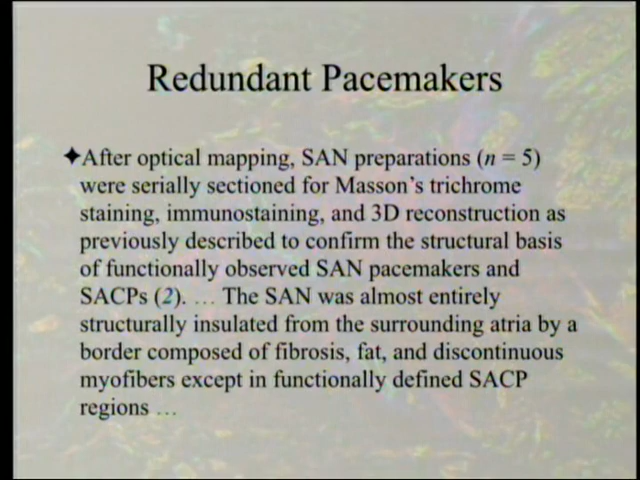 Redundant Pacemakers
✦After optical mapping, SAN preparations (n = 5)
were serially sectioned for Masson's trichrome
staining, immunostaining, and 3D reconstruction as
previously described to confirm the structural basis
of functionally observed SAN pacemakers and
SACPs (2). … The SAN was almost entirely
structurally insulated from the surrounding atria by a
border composed of fibrosis, fat, and discontinuous
myofibers except in functionally defined SACP
regions …